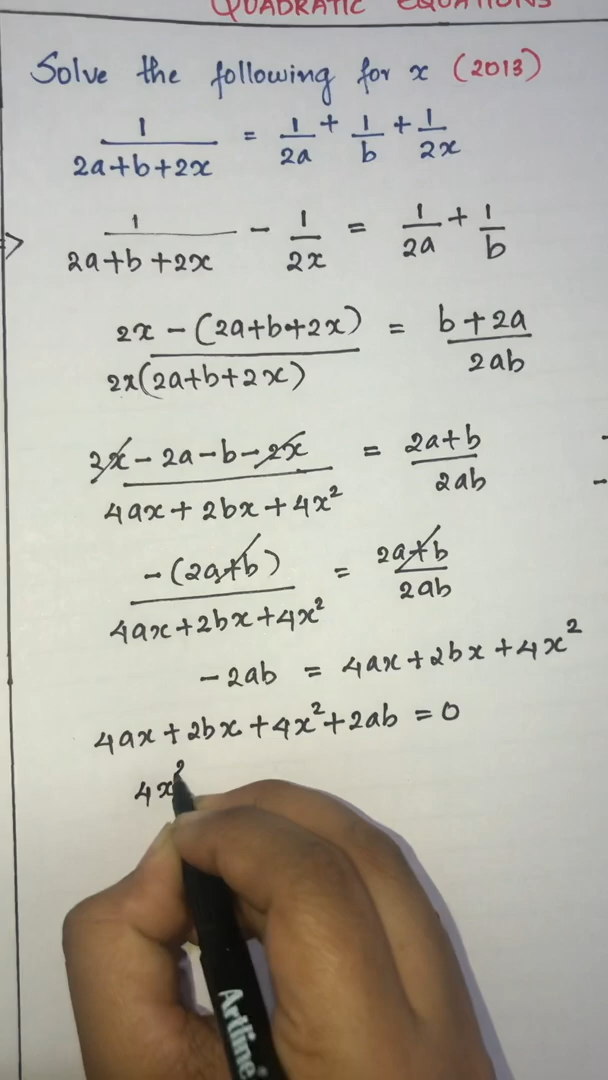 QUADRATIC EQUATIONS
Solve the following for x (2013)
1/(2a+b+2x) = 1/2a + 1/b + 1/2x
⇒ 1/(2a+b+2x) - 1/2x = 1/2a + 1/b
(2x-(2a+b+2x))/(2x(2a+b+2x)) = (b+2a)/2ab
(2x-2a-b-2x)/(4ax+2bx+4x²) = (2a+b)/2ab
-(2a+b)/(4ax+2bx+4x²) = (2a+b)/2ab
-2ab = 4ax+2bx+4x²
4ax+2bx+4x²+2ab=0
4x²
Artline